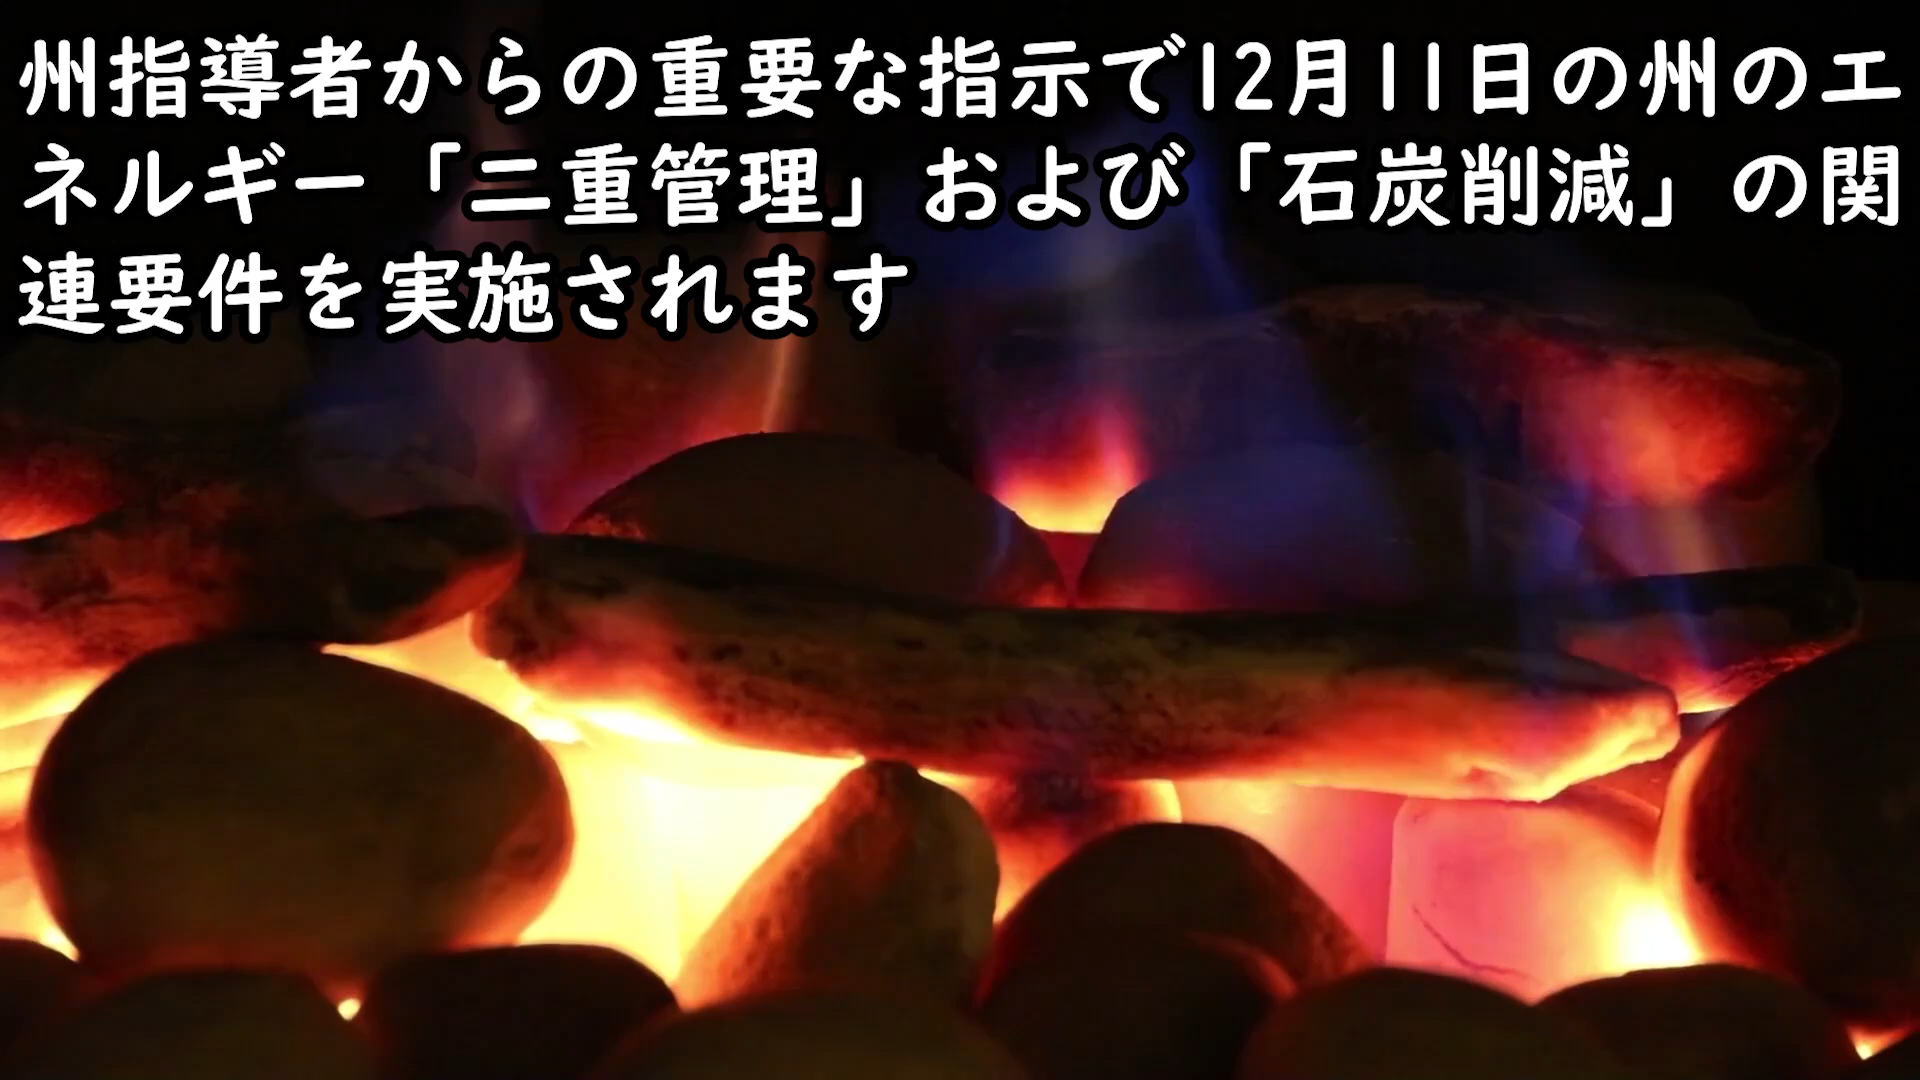 州指導者からの重要な指示で12月11日の州のエ
ネルギー「二重管理」および「石炭削減」の関
連要件を実施されます